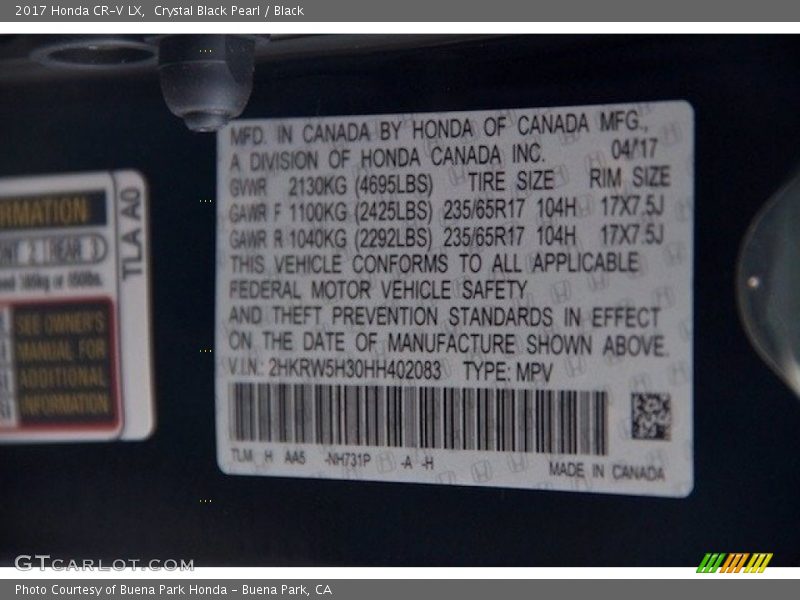 2017 Honda CR-V LX,  Crystal Black Pearl / Black
MFD. IN CANADA BY HONDA OF CANADA MFG.,
A DIVISION OF HONDA CANADA INC. 04/17
GVWR 2130KG (4695LBS) TIRE SIZE RIM SIZE
GAWR F 1100KG (2425LBS) 235/65R17 104H 17X7.5J
GAWR R 1040KG (2292LBS) 235/65R17 104H 17X7.5J
THIS VEHICLE CONFORMS TO ALL APPLICABLE
FEDERAL MOTOR VEHICLE SAFETY
AND THEFT PREVENTION STANDARDS IN EFFECT
ON THE DATE OF MANUFACTURE SHOWN ABOVE.
V.I.N: 2HKRW5H30HH402083 TYPE: MPV
TLM H AA5 -NH731P -A -H
MADE IN CANADA
TLA A0
RMATION
2 REAR 3
SEE OWNER'S
MANUAL FOR
ADDITIONAL
INFORMATION
GTCARLOT.COM
Photo Courtesy of Buena Park Honda - Buena Park, CA